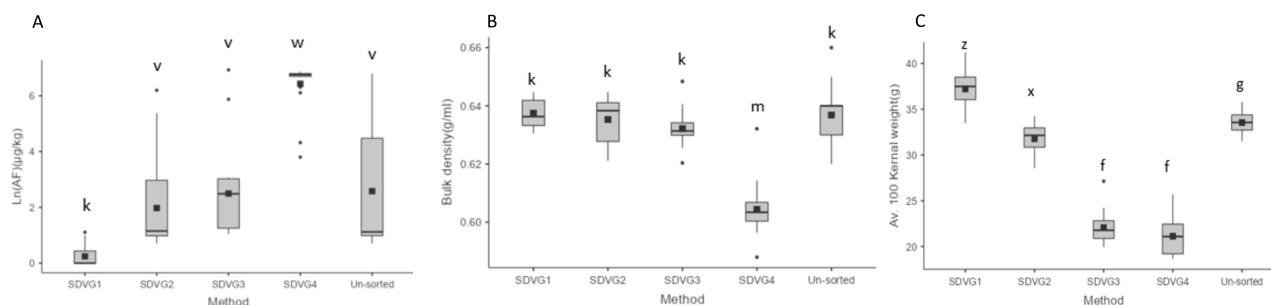 A
Ln(AF)(µg/kg)
6
4
2
0
k
v
v
w
v
SDVG1 SDVG2 SDVG3 SDVG4 Un-sorted
Method
B
Bulk density(g/ml)
0.66
0.64
0.62
0.60
k
k
k
m
k
SDVG1 SDVG2 SDVG3 SDVG4 Un-sorted
Method
C
Av. 100 Kernal weight(g)
40
35
30
25
20
z
x
f
f
g
SDVG1 SDVG2 SDVG3 SDVG4 Un-sorted
Method